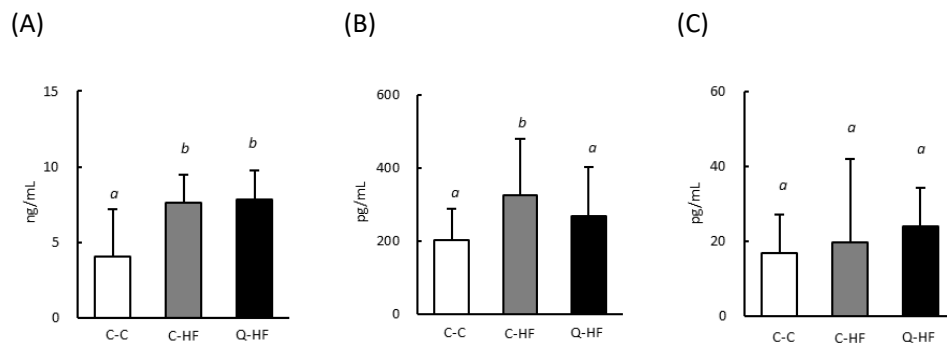 (A)
(B)
(C)
15
10
5
0
ng/mL
a
b
b
C-C
C-HF
Q-HF
600
400
200
0
pg/mL
a
b
a
C-C
C-HF
Q-HF
60
40
20
0
pg/mL
a
a
a
C-C
C-HF
Q-HF